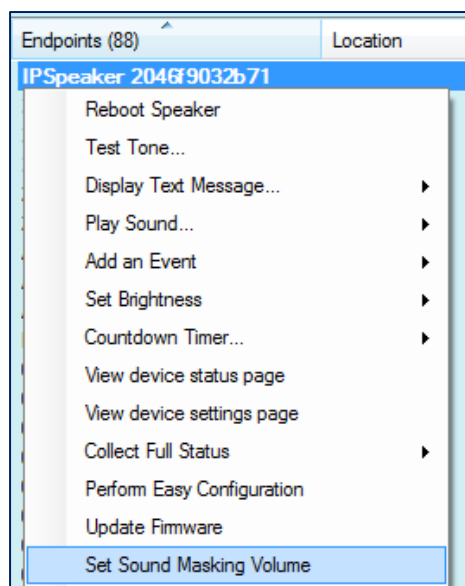 Endpoints (88) Location
IPSpeaker 2046f9032b71
Reboot Speaker
Test Tone...
Display Text Message...
Play Sound...
Add an Event
Set Brightness
Countdown Timer...
View device status page
View device settings page
Collect Full Status
Perform Easy Configuration
Update Firmware
Set Sound Masking Volume